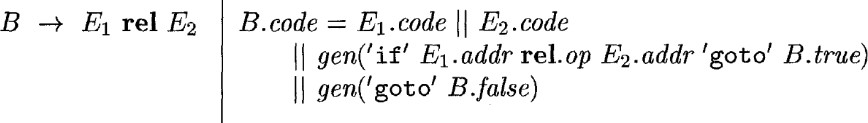 B → E₁ rel E₂ | B.code = E₁.code || E₂.code
|| gen('if' E₁.addr rel.op E₂.addr 'goto' B.true)
|| gen('goto' B.false)